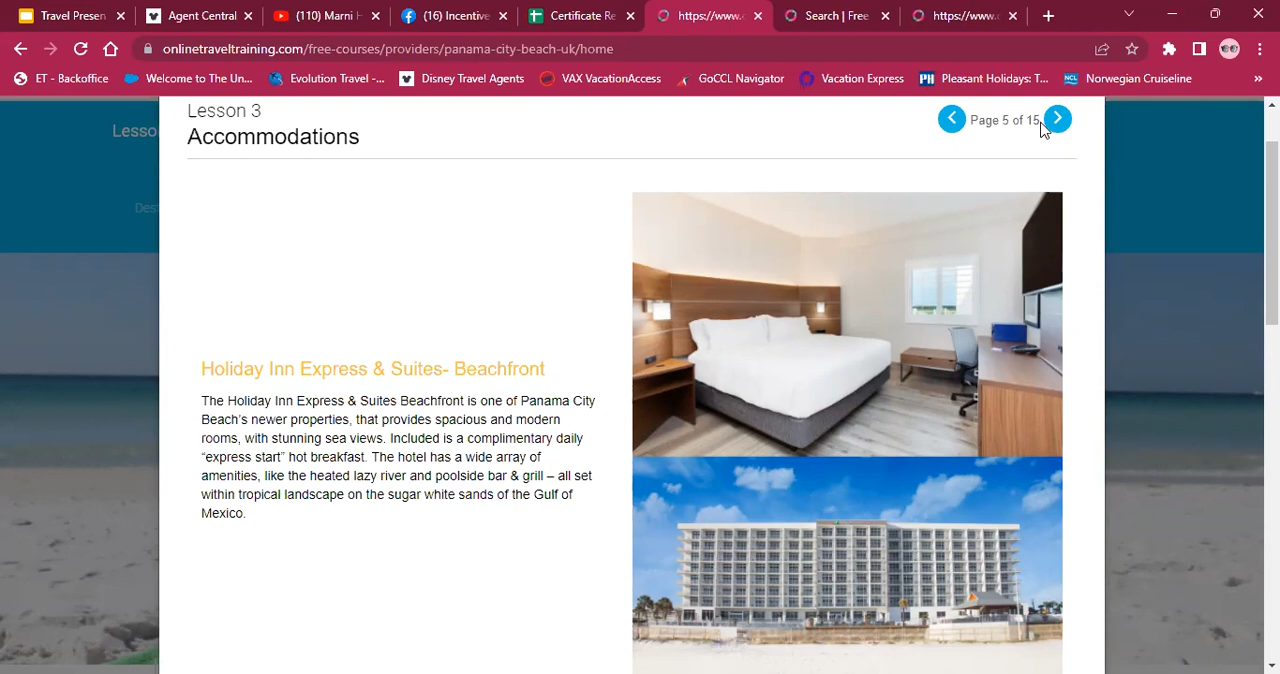 Travel Presen
Agent Central
(110) Marni H
(16) Incentive
Certificate Re
https://www.c
Search | Free
https://www.c
onlinetraveltraining.com/free-courses/providers/panama-city-beach-uk/home
ET - Backoffice
Welcome to The Un...
Evolution Travel -...
Disney Travel Agents
VAX VacationAccess
GoCCL Navigator
Vacation Express
PH
Pleasant Holidays: T...
NCL
Norwegian Cruiseline
»
Lesso
Dest
Lesson 3
Accommodations
Page 5 of 15
Holiday Inn Express & Suites- Beachfront
The Holiday Inn Express & Suites Beachfront is one of Panama City
Beach's newer properties, that provides spacious and modern
rooms, with stunning sea views. Included is a complimentary daily
“express start” hot breakfast. The hotel has a wide array of
amenities, like the heated lazy river and poolside bar & grill – all set
within tropical landscape on the sugar white sands of the Gulf of
Mexico.